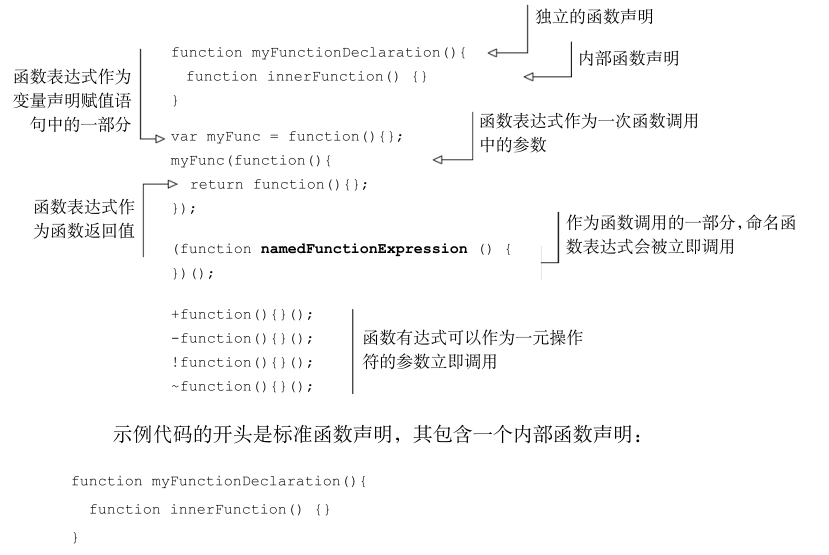 独立的函数声明
function myFunctionDeclaration(){
function innerFunction() {}
内部函数声明
}
函数表达式作为
变量声明赋值语
句中的一部分
var myFunc = function(){};
myFunc(function(){
函数表达式作为一次函数调用
中的参数
return function(){};
});
函数表达式作
为函数返回值
(function namedFunctionExpression () {
})();
作为函数调用的一部分，命名函
数表达式会被立即调用
+function(){}();
-function(){}();
!function(){}();
~function(){}();
函数有达式可以作为一元操作
符的参数立即调用
示例代码的开头是标准函数声明，其包含一个内部函数声明：
function myFunctionDeclaration(){
function innerFunction() {}
}